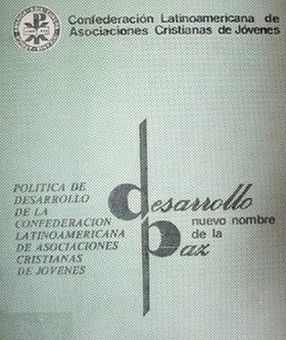 Confederación Latinoamericana de
Asociaciones Cristianas de Jóvenes
POLITICA DE
DESARROLLO
DE LA
CONFEDERACION
LATINOAMERICANA
DE ASOCIACIONES
CRISTIANAS
DE JOVENES
desarrollo
nuevo nombre
de la
paz